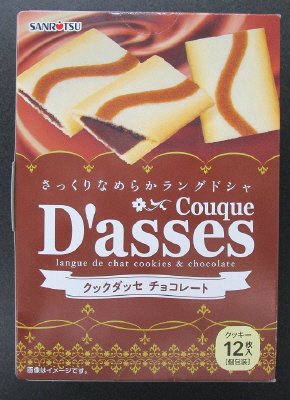 SANRITSU
さっくりなめらかラングドシャ
Couque
D'asses
langue de chat cookies & chocolate
クックダッセ チョコレート
クッキー
12枚入
[個包装]
画像はイメージです。